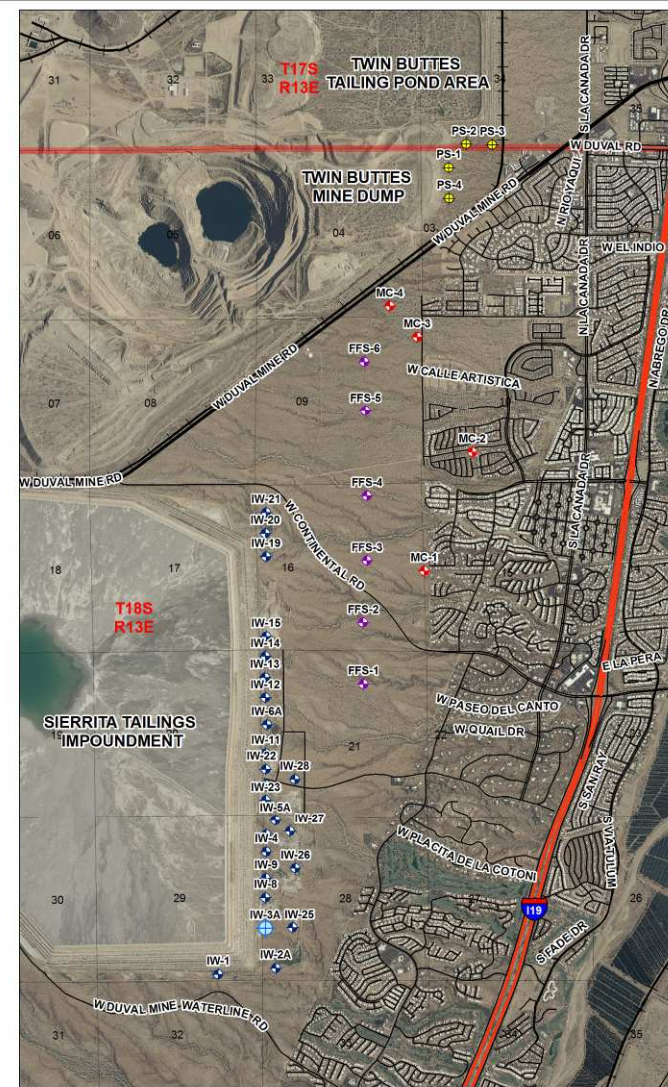 31
32
33
T17S
R13E
TWIN BUTTES
TAILING POND AREA
34
35
S LA CANADA DR
PS-2
PS-3
W DUVAL RD
PS-1
TWIN BUTTES
MINE DUMP
PS-4
W DUVAL MINE RD
N RIO YAQUI
06
05
04
03
W EL INDIO
N LA CANADA DR
N ABREGO DR
MC-4
MC-3
FFS-6
W CALLE ARTISTICA
W DUVAL MINE RD
07
08
09
10
FFS-5
MC-2
S LA CANADA DR
W DUVAL MINE RD
FFS-4
IW-21
IW-20
IW-19
W CONTINENTAL RD
18
17
16
FFS-3
MC-1
T18S
R13E
FFS-2
IW-15
IW-14
IW-13
IW-12
E LA PERA
FFS-1
IW-6A
W PASEO DEL CANTO
SIERRITA TAILINGS
IMPOUNDMENT
19
20
IW-11
21
22
W QUAIL DR
23
IW-22
IW-28
S SAN RAY
IW-23
IW-5A
IW-27
IW-4
W PLACITA DE LA COTONI
S VIA TULUM
IW-9
IW-26
IW-8
30
29
28
27
26
IW-3A
IW-25
I19
S FADE DR
IW-1
IW-2A
W DUVAL MINE WATERLINE RD
31
32
33
34
35